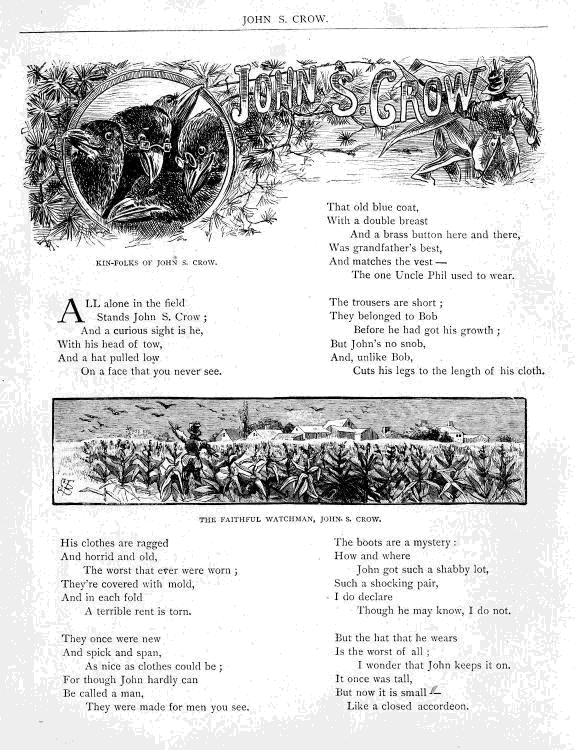 JOHN S. CROW.
JOHN S. CROW
KIN-FOLKS OF JOHN S. CROW.
ALL alone in the field
Stands John S. Crow;
And a curious sight is he,
With his head of tow,
And a hat pulled low
On a face that you never see.
His clothes are ragged
And horrid and old,
The worst that ever were worn;
They're covered with mold,
And in each fold
A terrible rent is torn.
They once were new
And spick and span,
As nice as clothes could be;
For though John hardly can
Be called a man,
They were made for men you see.
That old blue coat,
With a double breast
And a brass button here and there,
Was grandfather's best,
And matches the vest—
The one Uncle Phil used to wear.
The trousers are short;
They belonged to Bob
Before he had got his growth;
But John's no snob,
And, unlike Bob,
Cuts his legs to the length of his cloth.
THE FAITHFUL WATCHMAN, JOHN S. CROW.
The boots are a mystery:
How and where
John got such a shabby lot,
Such a shocking pair,
I do declare
Though he may know, I do not.
But the hat that he wears
Is the worst of all;
I wonder that John keeps it on.
It once was tall,
But now it is small—
Like a closed accordeon.